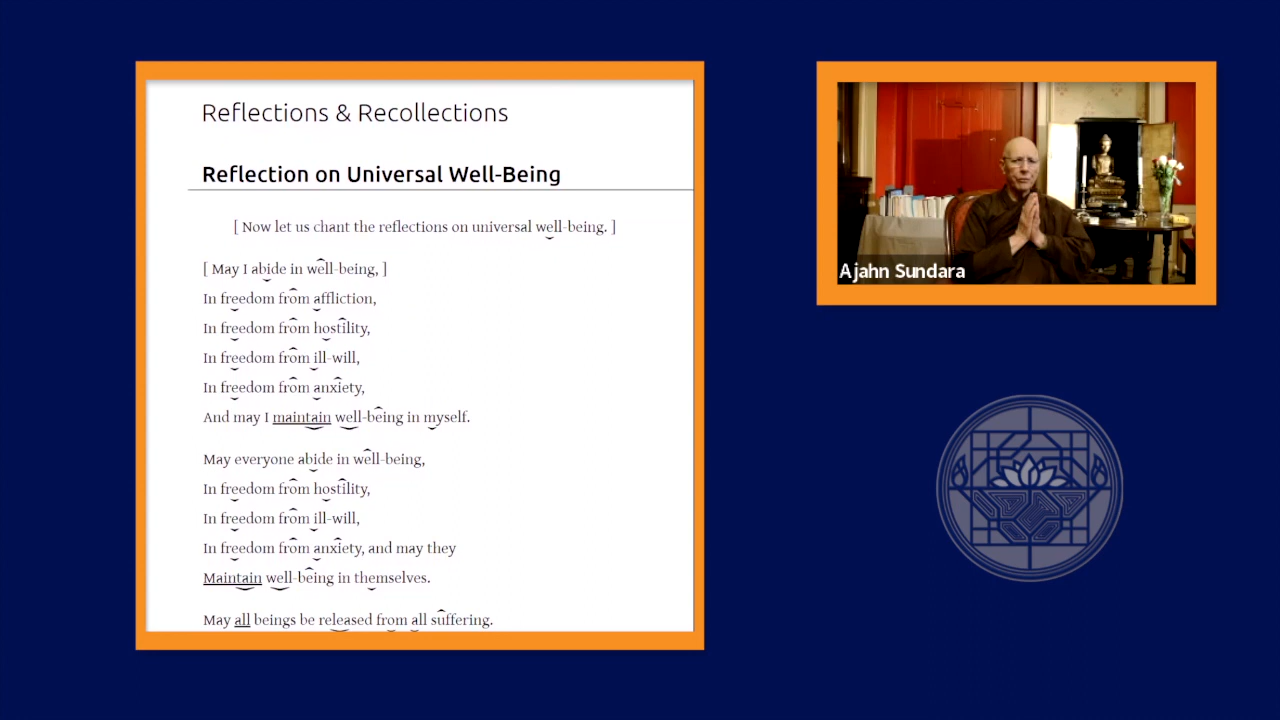 Reflections & Recollections
Reflection on Universal Well-Being
[ Now let us chant the reflections on universal well-being. ]
[ May I abide in well-being, ]
In freedom from affliction,
In freedom from hostility,
In freedom from ill-will,
In freedom from anxiety,
And may I maintain well-being in myself.
May everyone abide in well-being,
In freedom from hostility,
In freedom from ill-will,
In freedom from anxiety, and may they
Maintain well-being in themselves.
May all beings be released from all suffering.
Ajahn Sundara